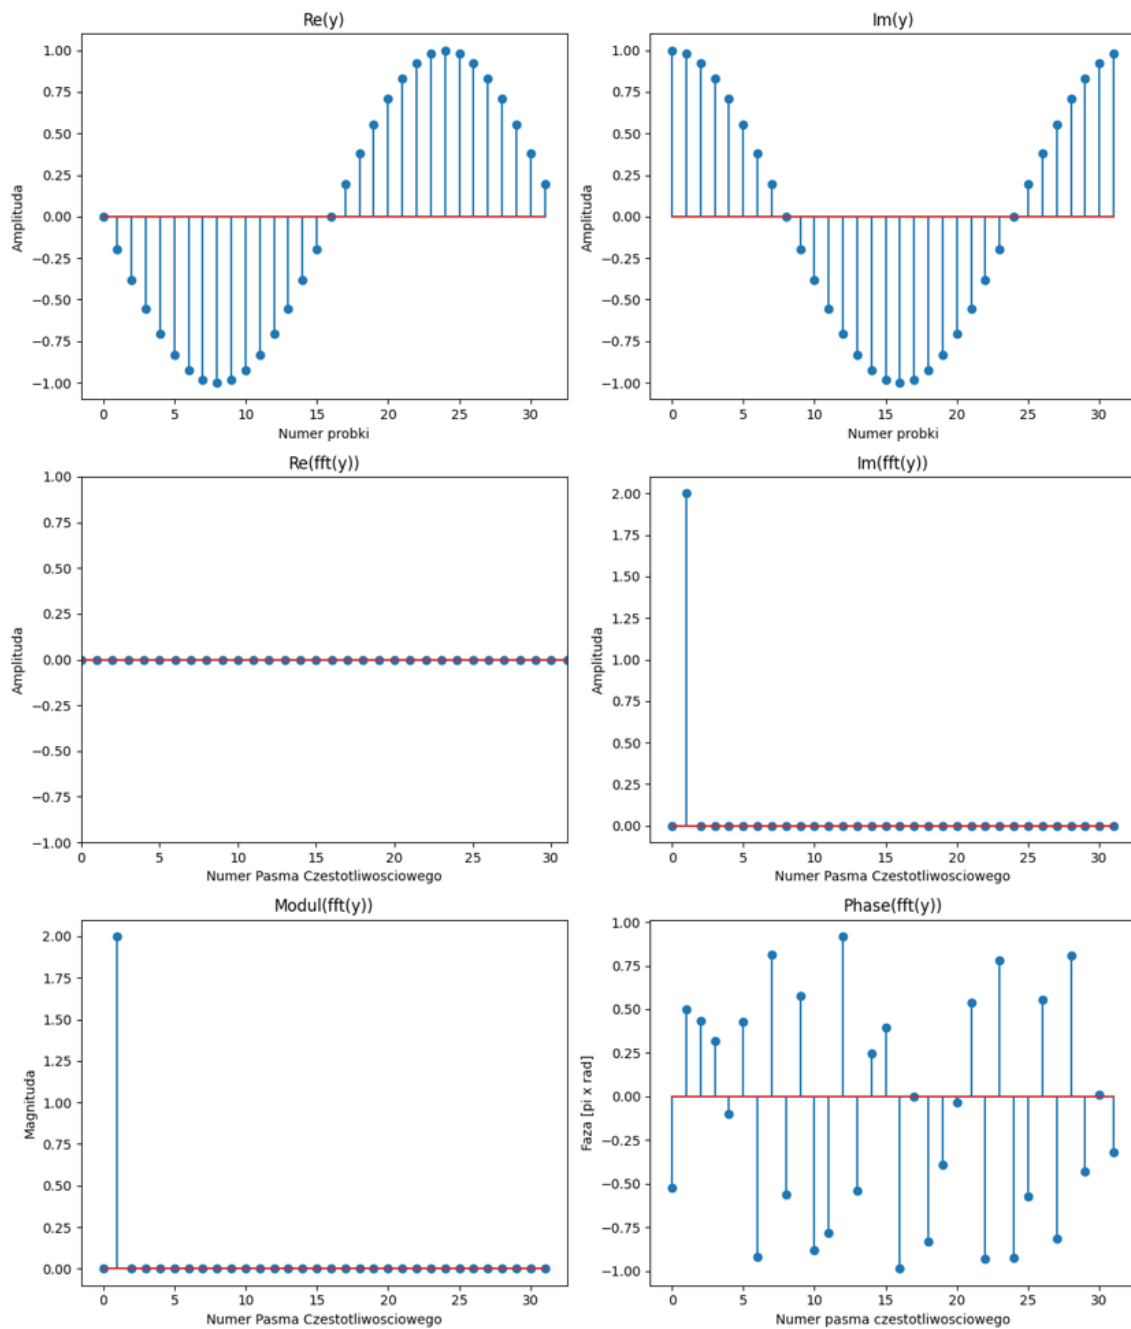 Re(y)
Amplituda
1.00
0.75
0.50
0.25
0.00
−0.25
−0.50
−0.75
−1.00
0 5 10 15 20 25 30
Numer probki
Im(y)
Amplituda
1.00
0.75
0.50
0.25
0.00
−0.25
−0.50
−0.75
−1.00
0 5 10 15 20 25 30
Numer probki
Re(fft(y))
Amplituda
1.00
0.75
0.50
0.25
0.00
−0.25
−0.50
−0.75
−1.00
0 5 10 15 20 25 30
Numer Pasma Czestotliwosciowego
Im(fft(y))
Amplituda
2.00
1.75
1.50
1.25
1.00
0.75
0.50
0.25
0.00
0 5 10 15 20 25 30
Numer Pasma Czestotliwosciowego
Modul(fft(y))
Magnituda
2.00
1.75
1.50
1.25
1.00
0.75
0.50
0.25
0.00
0 5 10 15 20 25 30
Numer Pasma Czestotliwosciowego
Phase(fft(y))
Faza [pi x rad]
1.00
0.75
0.50
0.25
0.00
−0.25
−0.50
−0.75
−1.00
0 5 10 15 20 25 30
Numer pasma czestosciowego